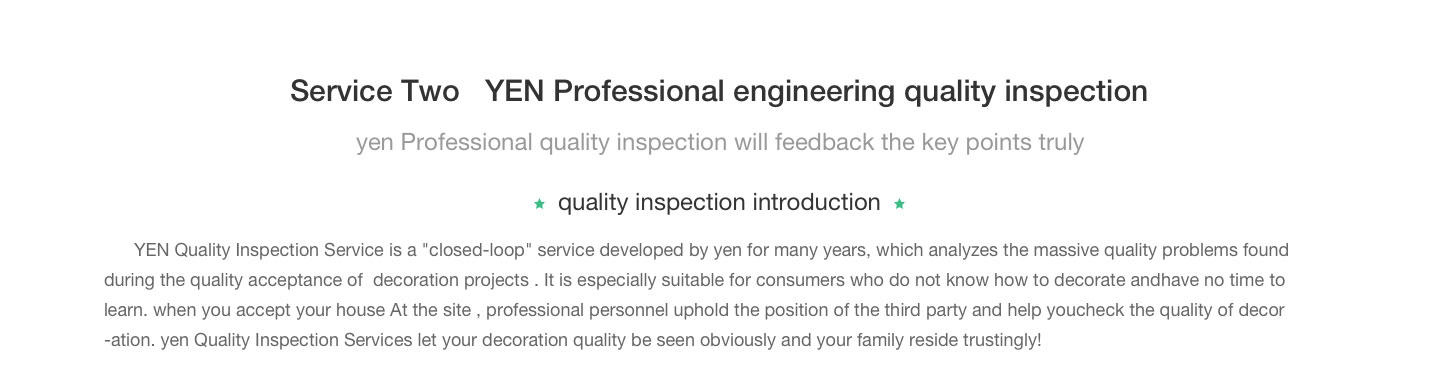 Service Two   YEN Professional engineering quality inspection
yen Professional quality inspection will feedback the key points truly
★ quality inspection introduction ★
YEN Quality Inspection Service is a "closed-loop" service developed by yen for many years, which analyzes the massive quality problems found
during the quality acceptance of  decoration projects . It is especially suitable for consumers who do not know how to decorate andhave no time to
learn. when you accept your house At the site , professional personnel uphold the position of the third party and help youcheck the quality of decor
-ation. yen Quality Inspection Services let your decoration quality be seen obviously and your family reside trustingly!